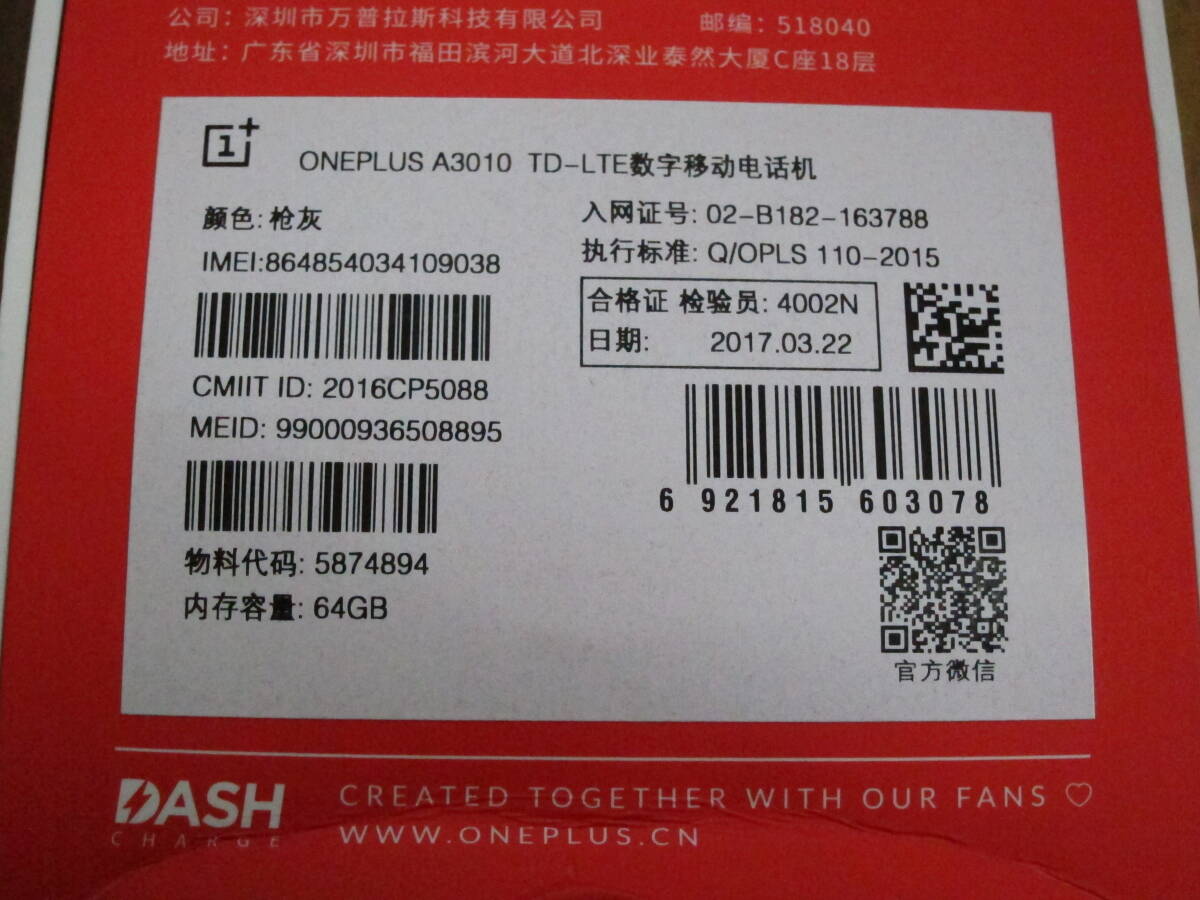 公司: 深圳市万普拉斯科技有限公司 邮编: 518040
地址: 广东省深圳市福田滨河大道北深业泰然大厦C座18层
1+ ONEPLUS A3010 TD-LTE数字移动电话机
颜色: 枪灰
IMEI:864854034109038
CMIIT ID: 2016CP5088
MEID: 99000936508895
物料代码: 5874894
内存容量: 64GB
入网证号: 02-B182-163788
执行标准: Q/OPLS 110-2015
合格证 检验员: 4002N
日期: 2017.03.22
6 921815 603078
官方微信
DASH
CHARGE
CREATED TOGETHER WITH OUR FANS ♡
WWW.ONEPLUS.CN